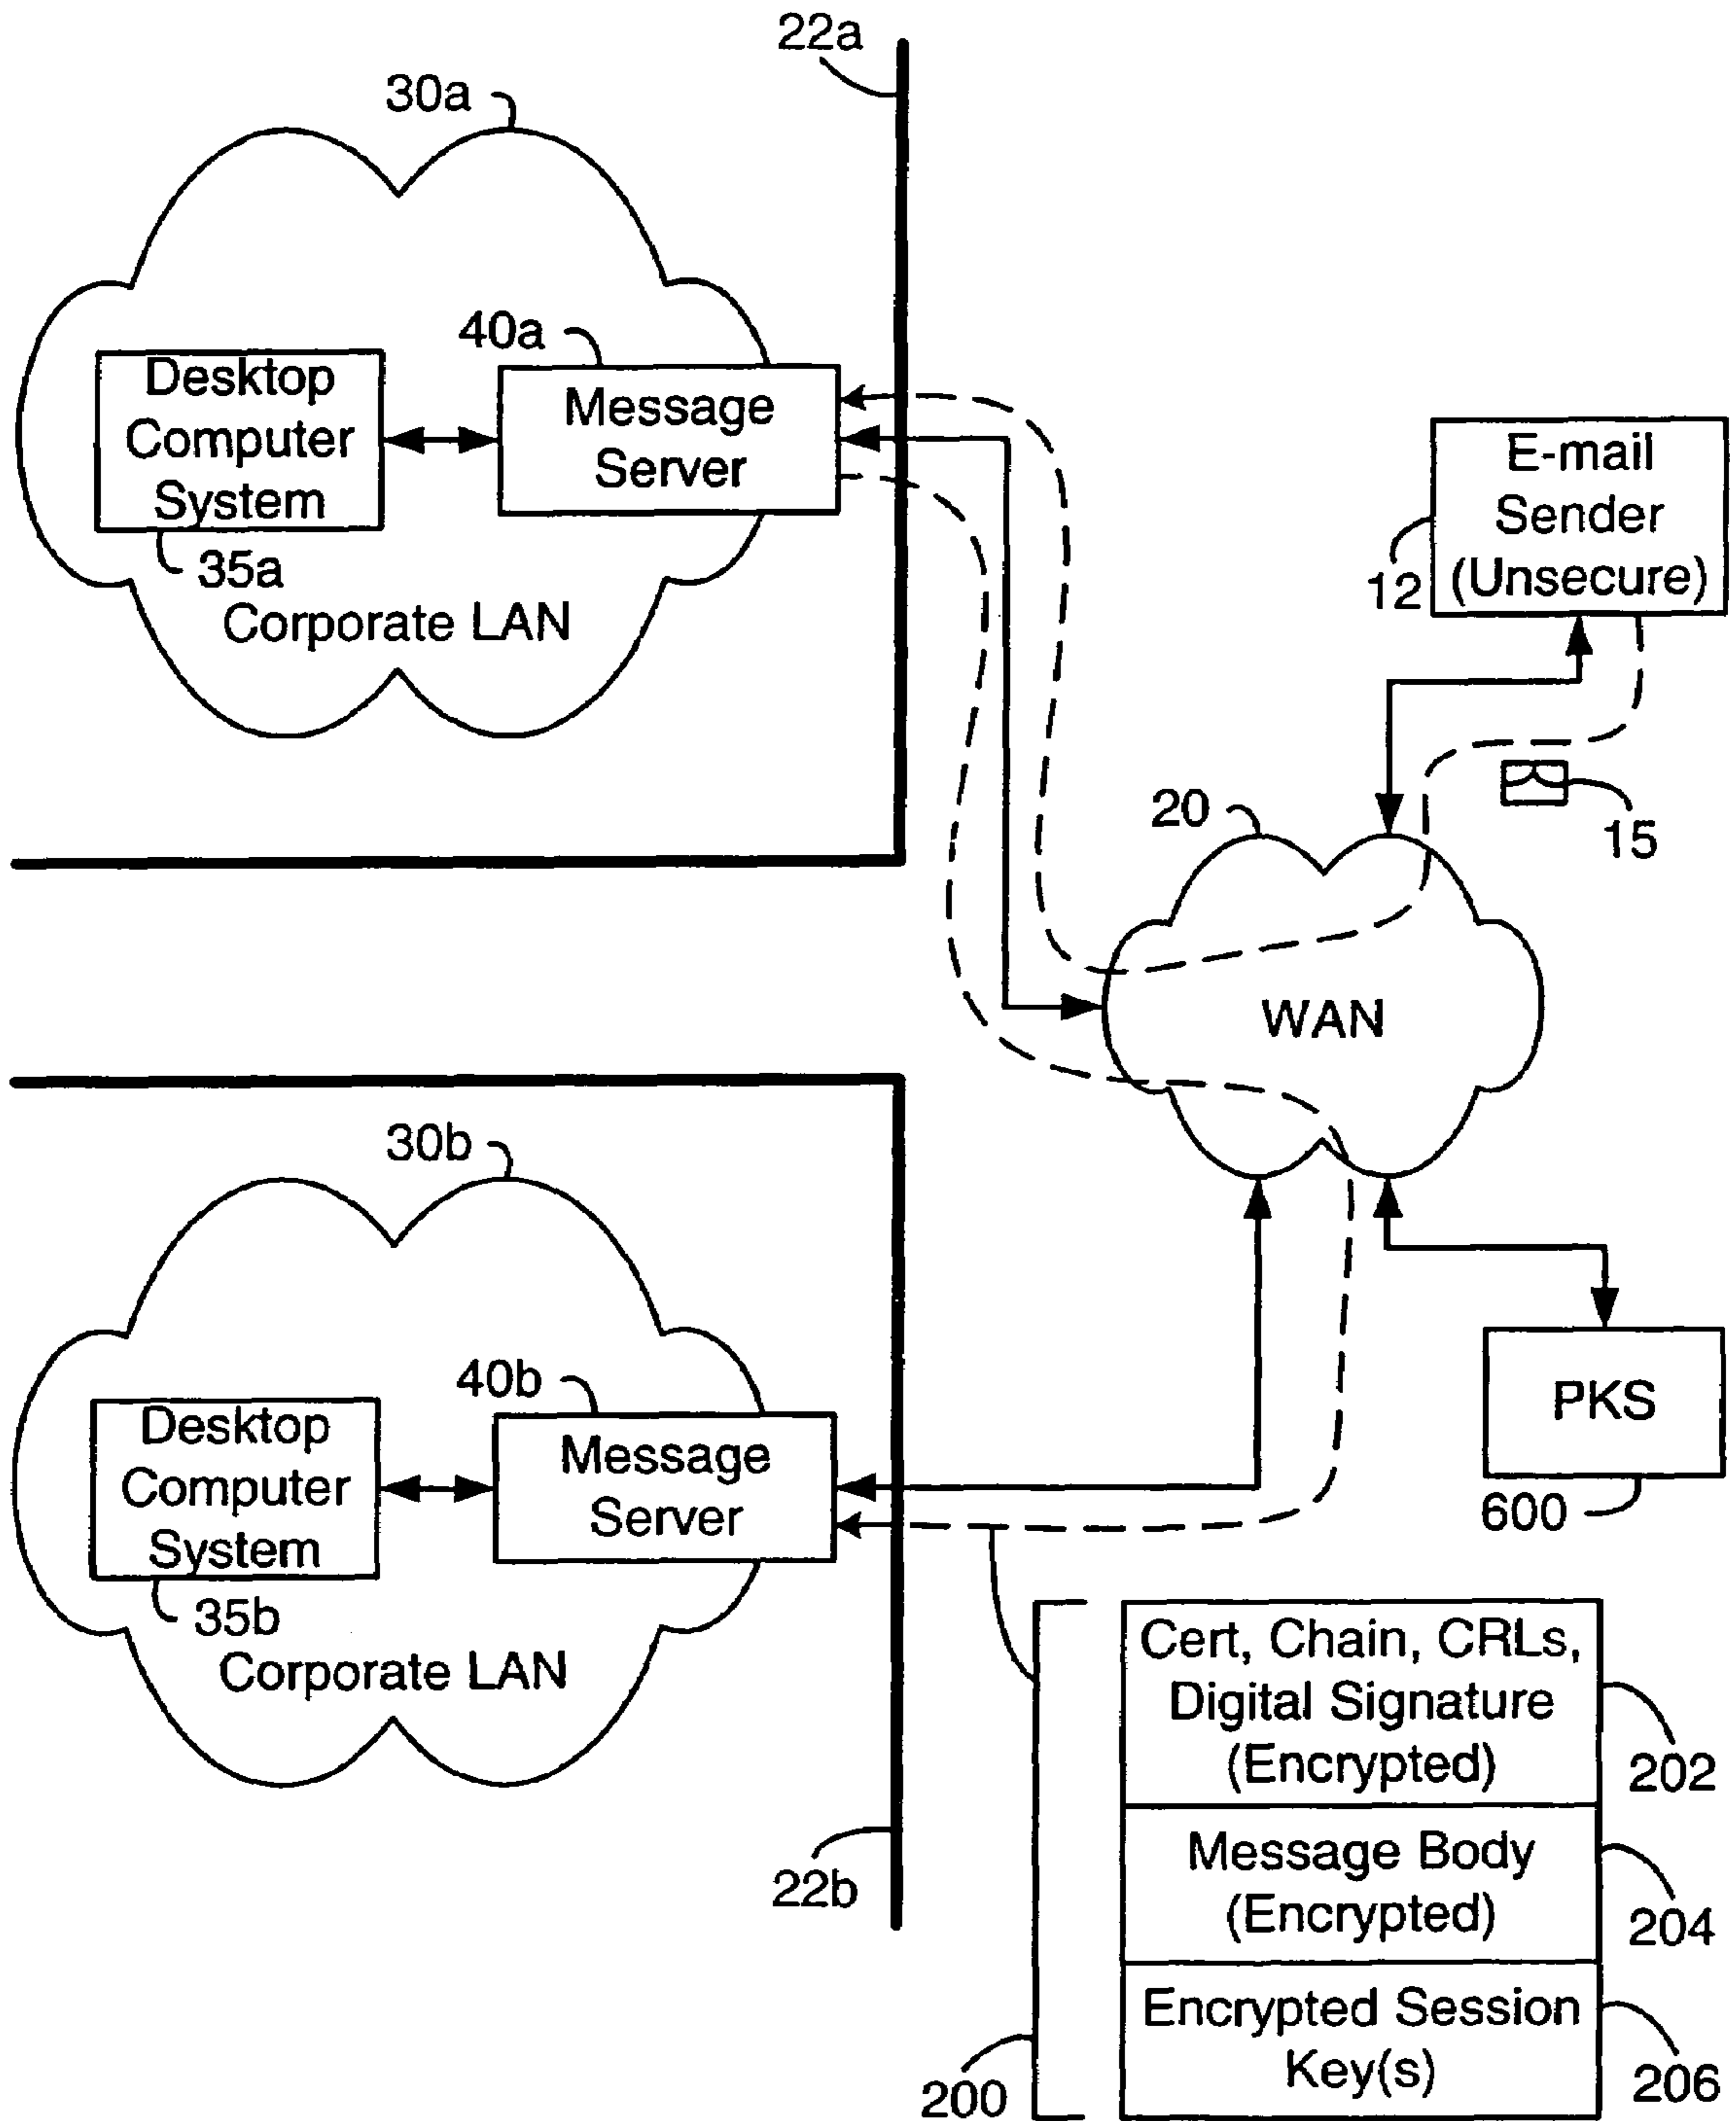 22a
30a
40a
Desktop
Computer
System
Message
Server
35a
Corporate LAN
E-mail
Sender
(Unsecure)
12
15
20
WAN
30b
40b
Desktop
Computer
System
Message
Server
35b
Corporate LAN
22b
PKS
600
Cert, Chain, CRLs,
Digital Signature
(Encrypted)
202
Message Body
(Encrypted)
204
Encrypted Session
Key(s)
206
200